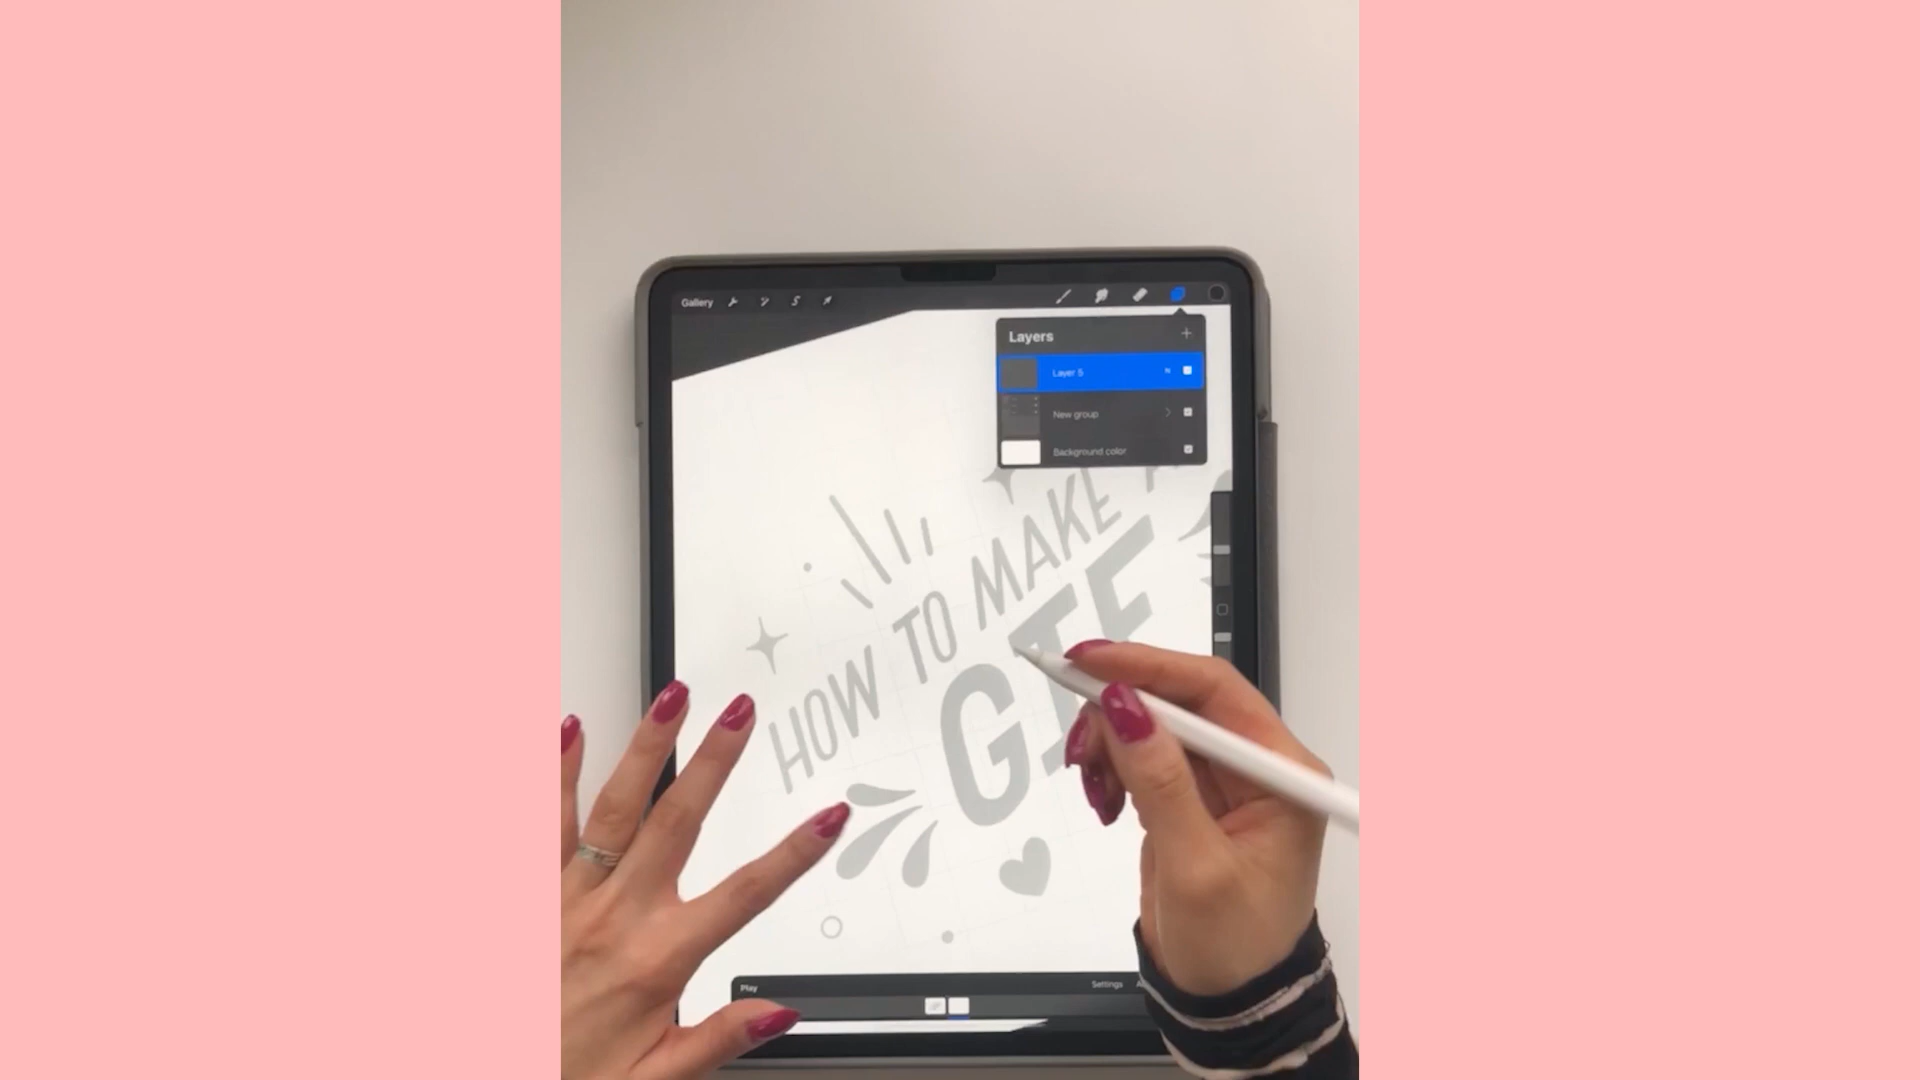 Gallery
Layers
Layer 5
N
New group
Background color
HOW TO MAKE A
GIF
Play
Settings